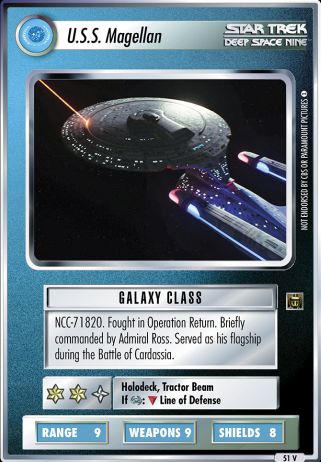 U.S.S. Magellan
STAR TREK
DEEP SPACE NINE
NOT ENDORSED BY CBS OR PARAMOUNT PICTURES
GALAXY CLASS
NCC-71820. Fought in Operation Return. Briefly
commanded by Admiral Ross. Served as his flagship
during the Battle of Cardassia.
Holodeck, Tractor Beam
If : Line of Defense
RANGE 9 WEAPONS 9 SHIELDS 8
51 V